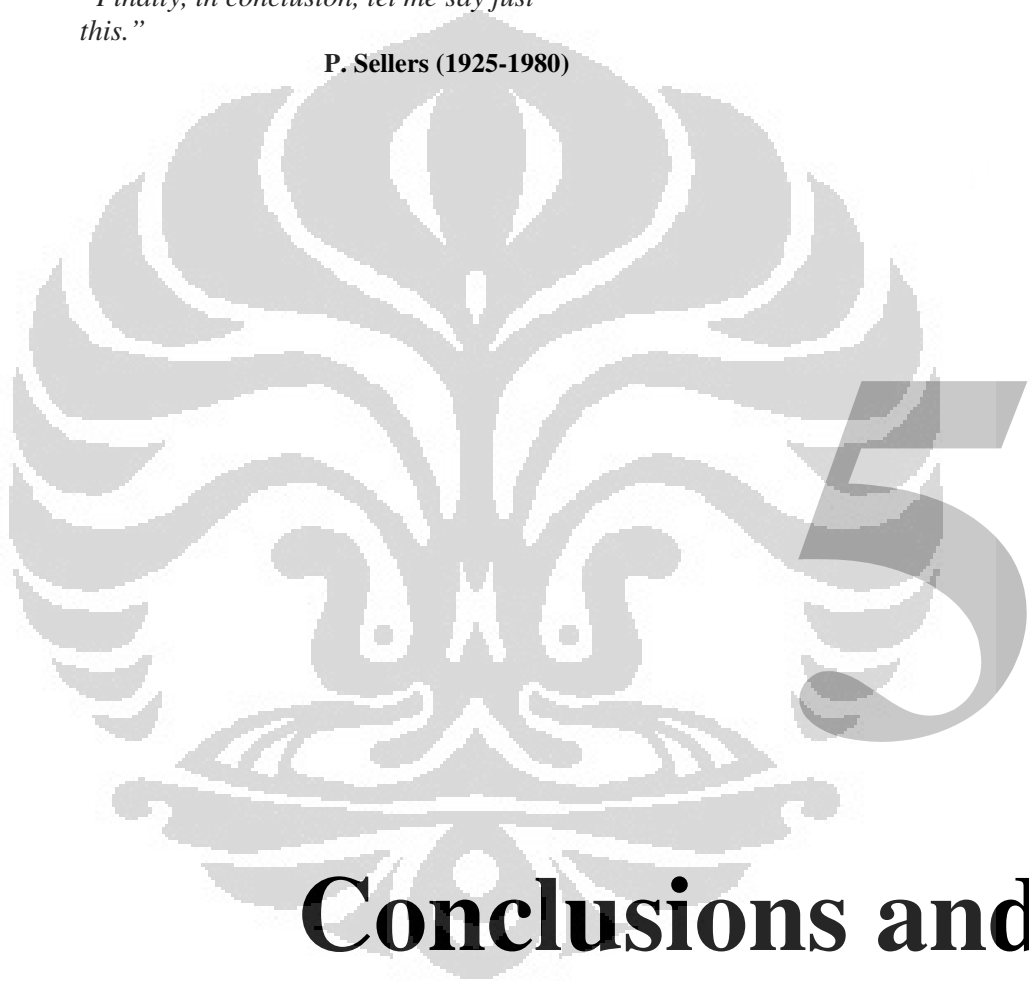 "Finally, in conclusion, let me say just
this."
P. Sellers (1925-1980)
5
Conclusions and